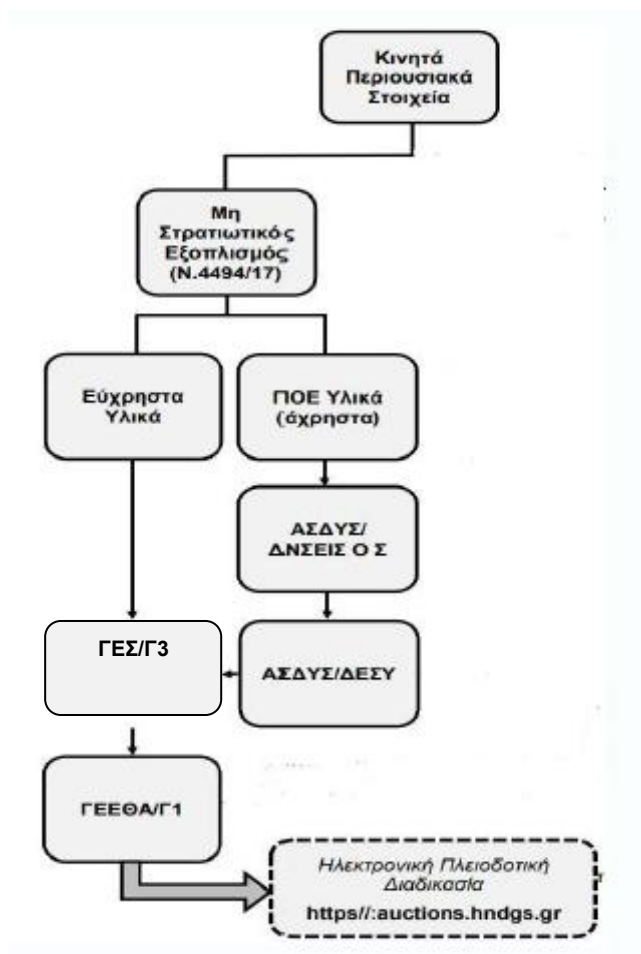 Κινητά
Περιουσιακά
Στοιχεία
Μη
Στρατιωτικός
Εξοπλισμός
(Ν.4494/17)
Εύχρηστα
Υλικά
ΠΟΕ Υλικά
(άχρηστα)
ΑΣΔΥΣ/
ΔΝΣΕΙΣ Ο Σ
ΓΕΣ/Γ3
ΑΣΔΥΣ/ΔΕΣΥ
ΓΕΕΘΑ/Γ1
Ηλεκτρονική Πλειοδοτική
Διαδικασία
https//:auctions.hndgs.gr